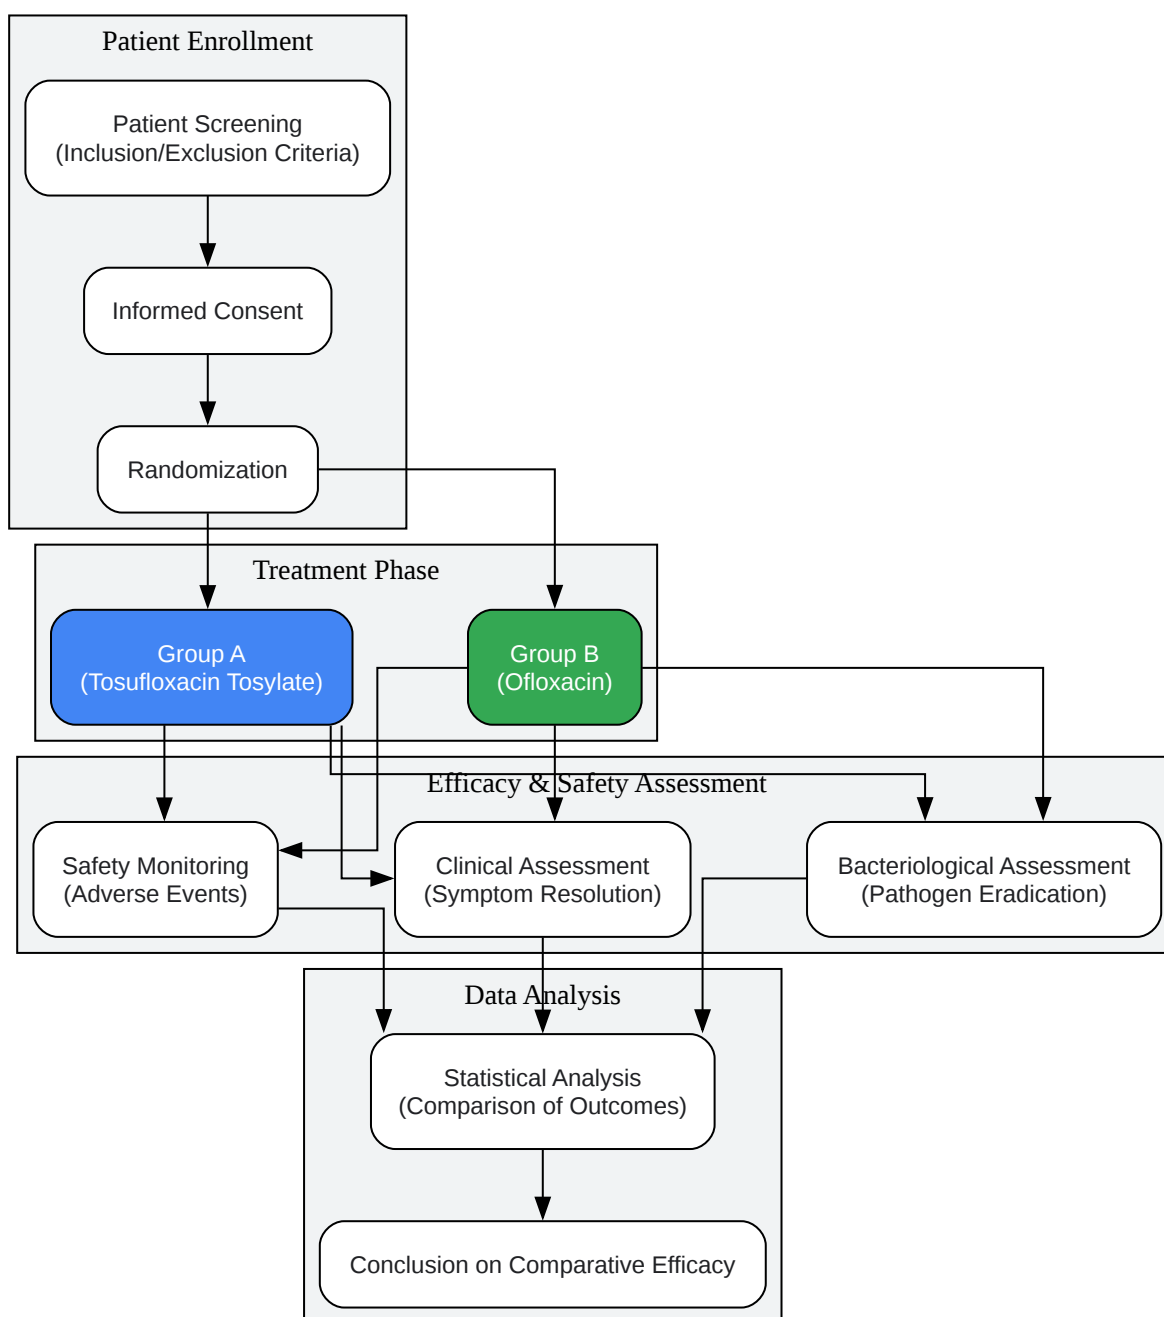 Patient Enrollment
Patient Screening
(Inclusion/Exclusion Criteria)
Informed Consent
Randomization
Treatment Phase
Group A
(Tosufloxacin Tosylate)
Group B
(Ofloxacin)
Efficacy & Safety Assessment
Safety Monitoring
(Adverse Events)
Clinical Assessment
(Symptom Resolution)
Bacteriological Assessment
(Pathogen Eradication)
Data Analysis
Statistical Analysis
(Comparison of Outcomes)
Conclusion on Comparative Efficacy